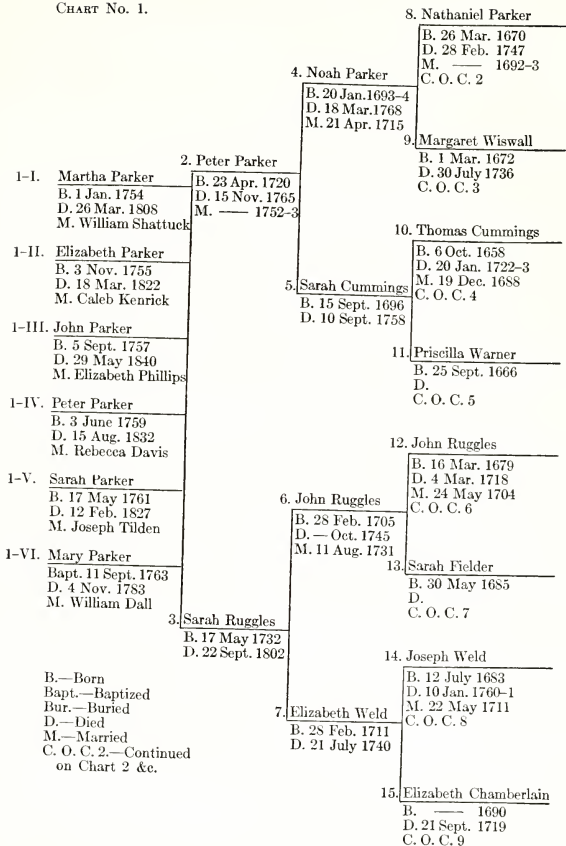 CHART No. 1.
1-I. Martha Parker
B. 1 Jan. 1754
D. 26 Mar. 1808
M. William Shattuck
1-II. Elizabeth Parker
B. 3 Nov. 1755
D. 18 Mar. 1822
M. Caleb Kenrick
1-III. John Parker
B. 5 Sept. 1757
D. 29 May 1840
M. Elizabeth Phillips
1-IV. Peter Parker
B. 3 June 1759
D. 15 Aug. 1832
M. Rebecca Davis
1-V. Sarah Parker
B. 17 May 1761
D. 12 Feb. 1827
M. Joseph Tilden
1-VI. Mary Parker
Bapt. 11 Sept. 1763
D. 4 Nov. 1783
M. William Dall
B.—Born
Bapt.—Baptized
Bur.—Buried
D.—Died
M.—Married
C. O. C. 2.—Continued
on Chart 2 &c.
2. Peter Parker
B. 23 Apr. 1720
D. 15 Nov. 1765
M. —— 1752-3
3. Sarah Ruggles
B. 17 May 1732
D. 22 Sept. 1802
4. Noah Parker
B. 20 Jan. 1693-4
D. 18 Mar. 1768
M. 21 Apr. 1715
5. Sarah Cummings
B. 15 Sept. 1696
D. 10 Sept. 1758
6. John Ruggles
B. 28 Feb. 1705
D. — Oct. 1745
M. 11 Aug. 1731
7. Elizabeth Weld
B. 28 Feb. 1711
D. 21 July 1740
8. Nathaniel Parker
B. 26 Mar. 1670
D. 28 Feb. 1747
M. —— 1692-3
C. O. C. 2
9. Margaret Wiswall
B. 1 Mar. 1672
D. 30 July 1736
C. O. C. 3
10. Thomas Cummings
B. 6 Oct. 1658
D. 20 Jan. 1722-3
M. 19 Dec. 1688
C. O. C. 4
11. Priscilla Warner
B. 25 Sept. 1666
D.
C. O. C. 5
12. John Ruggles
B. 16 Mar. 1679
D. 4 Mar. 1718
M. 24 May 1704
C. O. C. 6
13. Sarah Fielder
B. 30 May 1685
D.
C. O. C. 7
14. Joseph Weld
B. 12 July 1683
D. 10 Jan. 1760-1
M. 22 May 1711
C. O. C. 8
15. Elizabeth Chamberlain
B. —— 1690
D. 21 Sept. 1719
C. O. C. 9